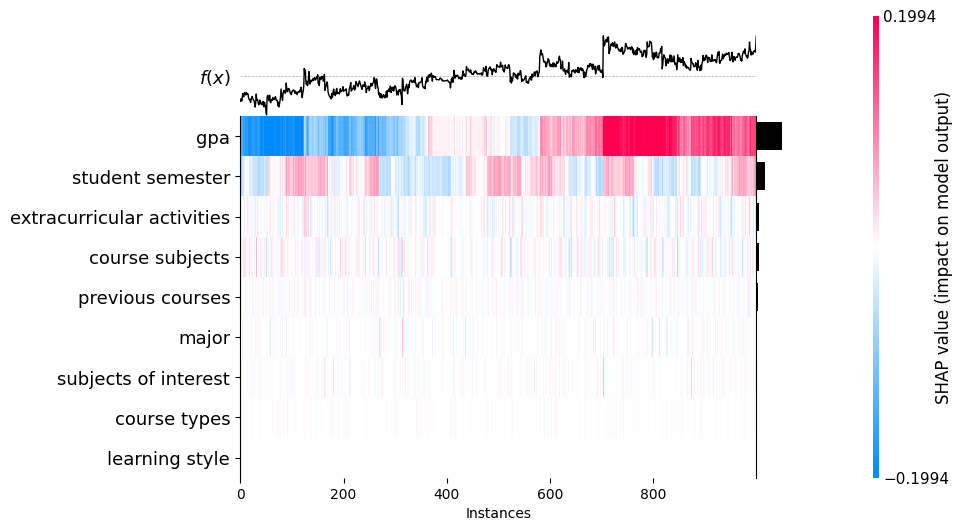 0.1994
f(x)
gpa
student semester
extracurricular activities
course subjects
previous courses
major
subjects of interest
course types
learning style
0 200 400 600 800
Instances
−0.1994
SHAP value (impact on model output)